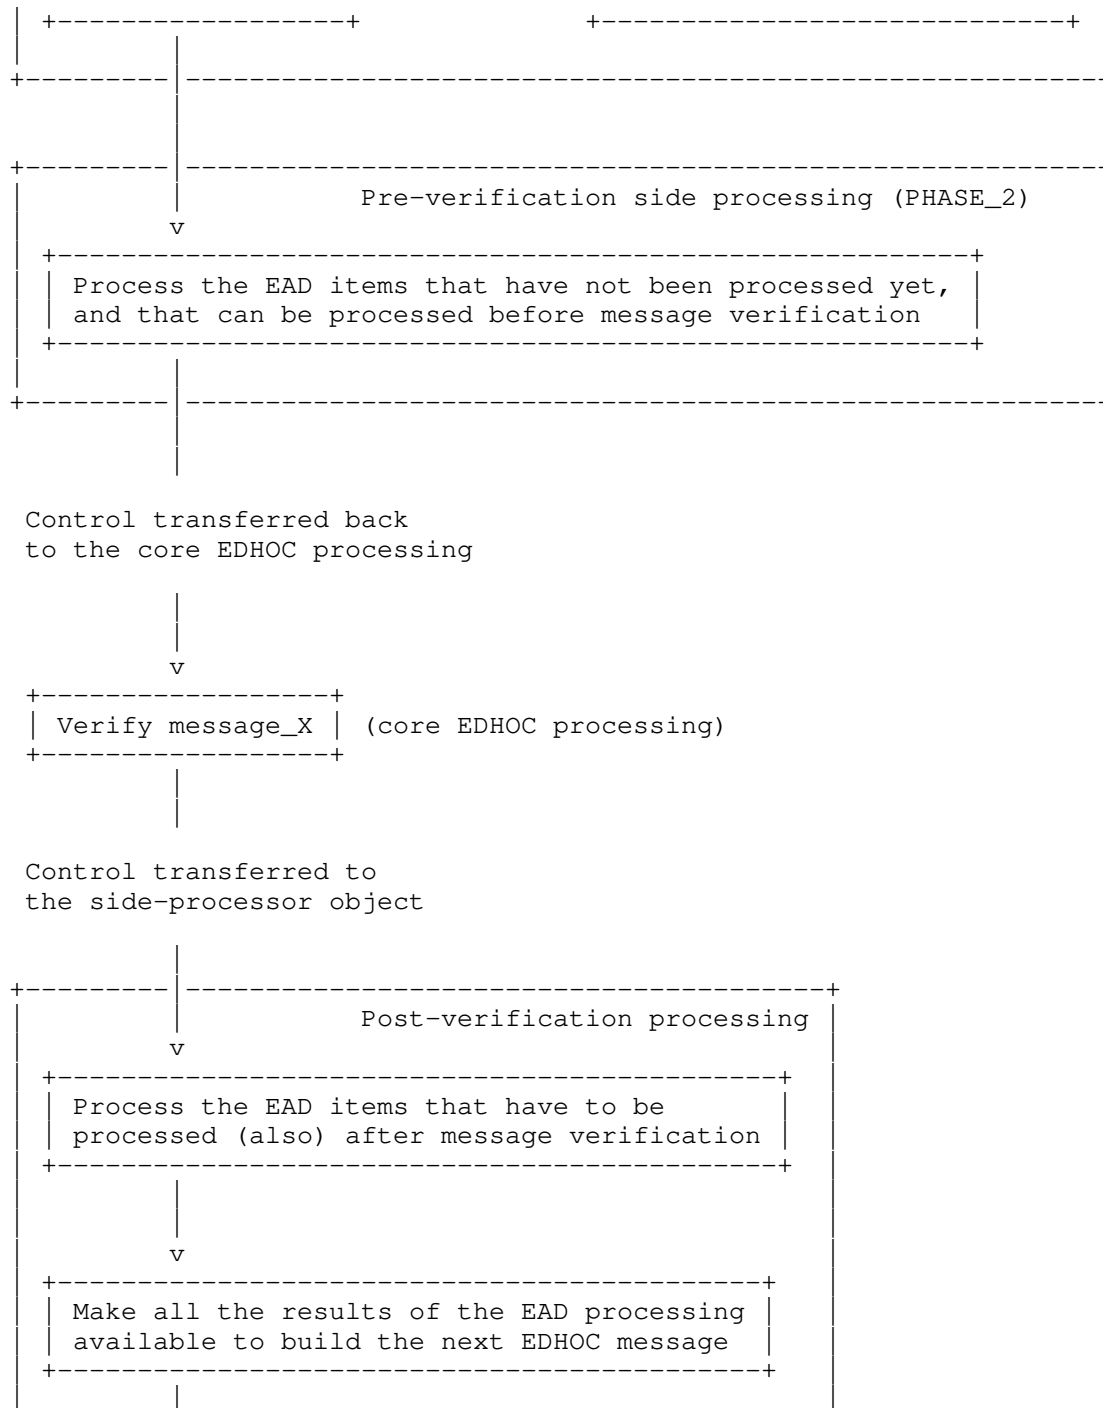 Pre-verification side processing (PHASE_2)
v
Process the EAD items that have not been processed yet,
and that can be processed before message verification
Control transferred back
to the core EDHOC processing
v
Verify message_X (core EDHOC processing)
Control transferred to
the side-processor object
Post-verification processing
v
Process the EAD items that have to be
processed (also) after message verification
v
Make all the results of the EAD processing
available to build the next EDHOC message